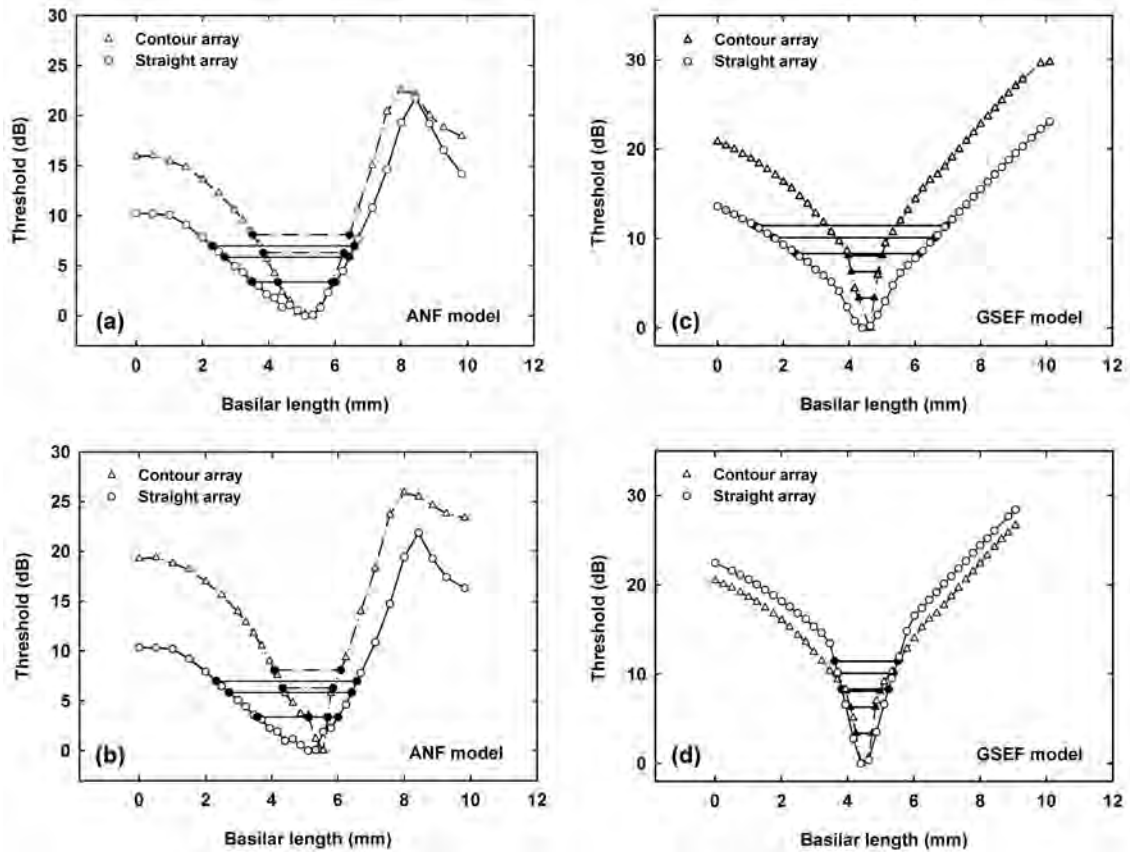 30
25
20
15
10
5
0
Threshold (dB)
Contour array
Straight array
(a)
ANF model
0 2 4 6 8 10 12
Basilar length (mm)
30
20
10
0
Threshold (dB)
Contour array
Straight array
(c)
GSEF model
0 2 4 6 8 10 12
Basilar length (mm)
30
25
20
15
10
5
0
Threshold (dB)
Contour array
Straight array
(b)
ANF model
0 2 4 6 8 10 12
Basilar length (mm)
30
20
10
0
Threshold (dB)
Contour array
Straight array
(d)
GSEF model
0 2 4 6 8 10 12
Basilar length (mm)